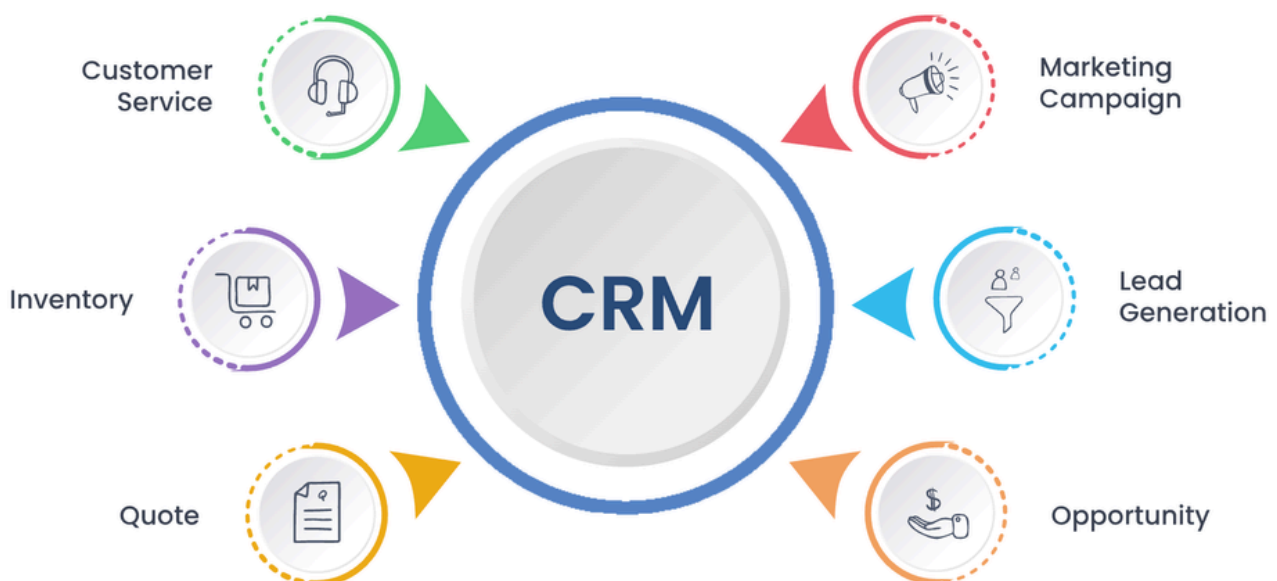 Customer
Service
Marketing
Campaign
Inventory
CRM
Lead
Generation
Quote
Opportunity